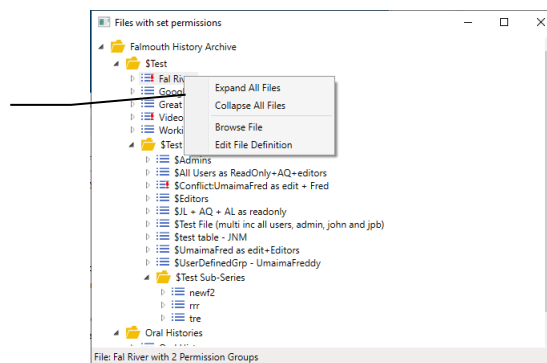 Files with set permissions
Falmouth History Archive
$Test
Fal
Expand All Files
Collapse All Files
Great
Video
Browse File
Edit File Definition
$Test
$Admins
$All Users as ReadOnly+AQ+editors
$Conflict:UmaimaFred as edit + Fred
$Editors
$JL + AQ + AL as readonly
$Test File (multi inc all users, admin, john and jpb)
$test table - JNM
$UmaimaFred as edit+Editors
$UserDefinedGrp - UmaimaFreddy
$Test Sub-Series
newf2
rrr
tre
Oral Histories
File: Fal River with 2 Permission Groups